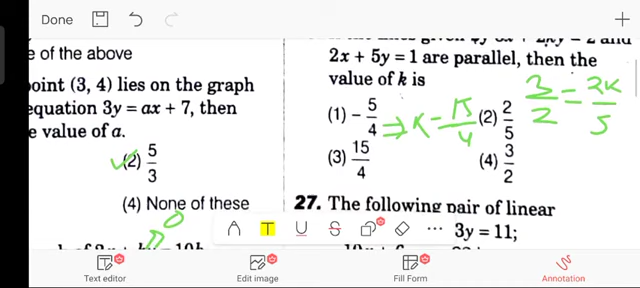 Done
e of the above
oint (3, 4) lies on the graph
equation 3y = ax + 7, then
e value of a.
(2) 5/3
(4) None of these
0
2x + 5y = 1 are parallel, then the
value of k is
(1) - 5/4
(2) 2/5
(3) 15/4
(4) 3/2
⇒ K = 15/4
3/2 = 2K/5
27. The following pair of linear
3y = 11;
Text editor
Edit image
Fill Form
Annotation